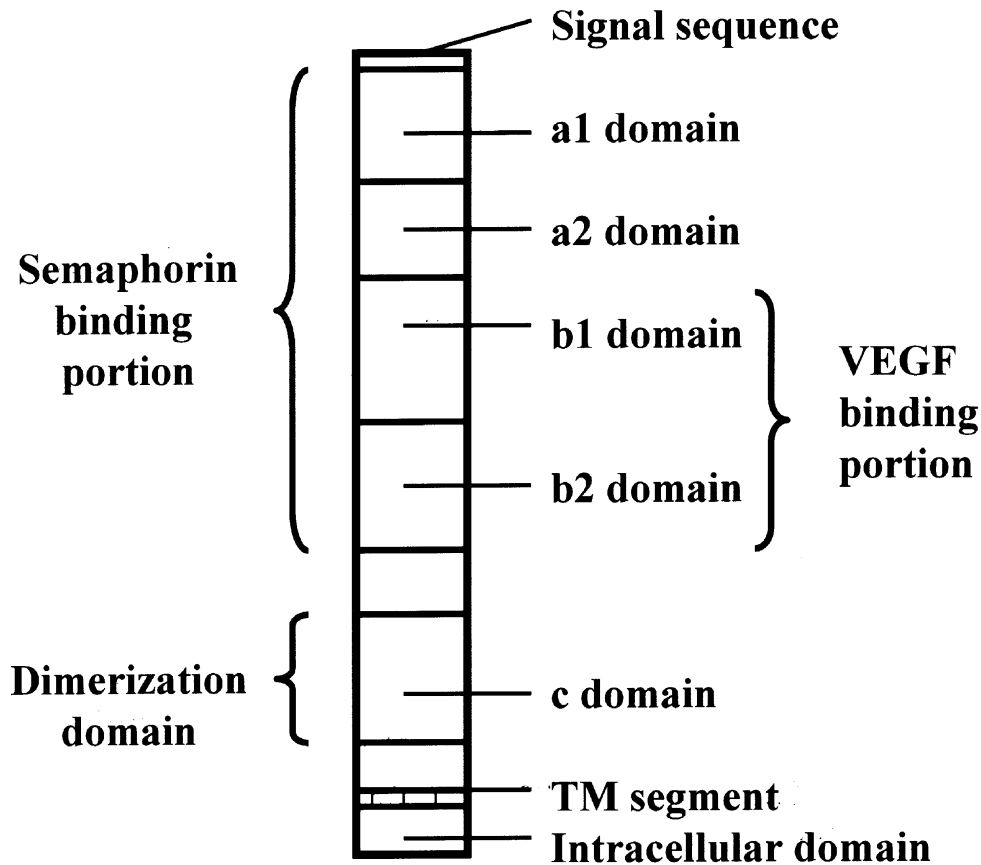 Signal sequence
a1 domain
a2 domain
Semaphorin
binding
portion
b1 domain
b2 domain
VEGF
binding
portion
Dimerization
domain
c domain
TM segment
Intracellular domain